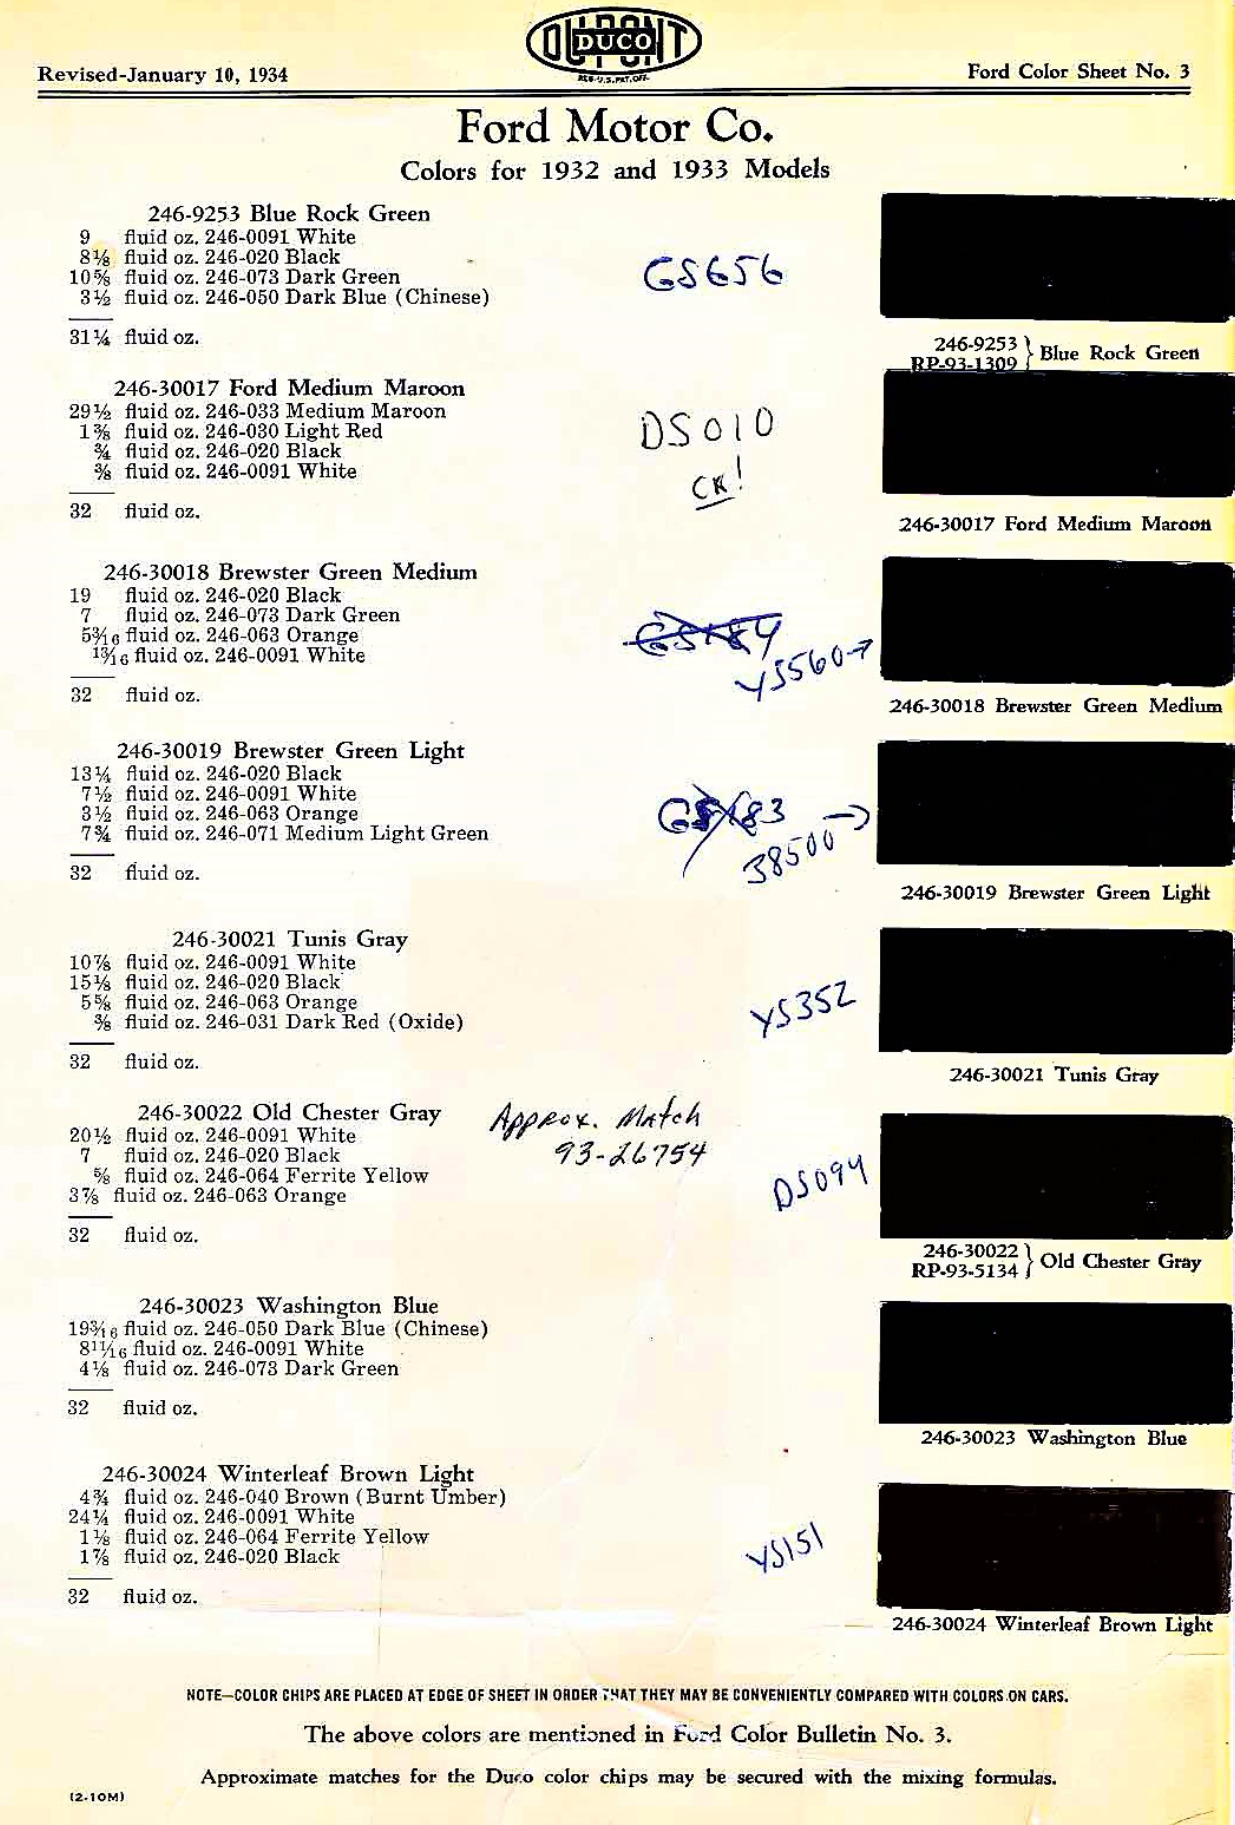 DUPONT
DUCO
REG. U.S. PAT. OFF.
Revised-January 10, 1934
Ford Color Sheet No. 3
Ford Motor Co.
Colors for 1932 and 1933 Models
246-9253 Blue Rock Green
9 fluid oz. 246-0091 White
8⅛ fluid oz. 246-020 Black
10⅝ fluid oz. 246-073 Dark Green
3½ fluid oz. 246-050 Dark Blue (Chinese)
31¼ fluid oz.
GS656
246-9253
RP-93-1309 } Blue Rock Green
246-30017 Ford Medium Maroon
29½ fluid oz. 246-033 Medium Maroon
1⅜ fluid oz. 246-030 Light Red
¾ fluid oz. 246-020 Black
⅜ fluid oz. 246-0091 White
32 fluid oz.
DS010
CK!
246-30017 Ford Medium Maroon
246-30018 Brewster Green Medium
19 fluid oz. 246-020 Black
7 fluid oz. 246-073 Dark Green
5 3/16 fluid oz. 246-063 Orange
13/16 fluid oz. 246-0091 White
32 fluid oz.
YS560→
246-30018 Brewster Green Medium
246-30019 Brewster Green Light
13¼ fluid oz. 246-020 Black
7½ fluid oz. 246-0091 White
3½ fluid oz. 246-063 Orange
7¾ fluid oz. 246-071 Medium Light Green
32 fluid oz.
38500→
246-30019 Brewster Green Light
246-30021 Tunis Gray
10⅞ fluid oz. 246-0091 White
15⅛ fluid oz. 246-020 Black
5⅝ fluid oz. 246-063 Orange
⅜ fluid oz. 246-031 Dark Red (Oxide)
32 fluid oz.
YS352
246-30021 Tunis Gray
246-30022 Old Chester Gray
20½ fluid oz. 246-0091 White
7 fluid oz. 246-020 Black
⅝ fluid oz. 246-064 Ferrite Yellow
3⅞ fluid oz. 246-063 Orange
32 fluid oz.
Approx. Match
93-26754
DS094
246-30022
RP-93-5134 } Old Chester Gray
246-30023 Washington Blue
19 3/16 fluid oz. 246-050 Dark Blue (Chinese)
8 11/16 fluid oz. 246-0091 White
4⅛ fluid oz. 246-073 Dark Green
32 fluid oz.
246-30023 Washington Blue
246-30024 Winterleaf Brown Light
4¾ fluid oz. 246-040 Brown (Burnt Umber)
24¼ fluid oz. 246-0091 White
1⅛ fluid oz. 246-064 Ferrite Yellow
1⅞ fluid oz. 246-020 Black
32 fluid oz.
YS151
246-30024 Winterleaf Brown Light
NOTE—COLOR CHIPS ARE PLACED AT EDGE OF SHEET IN ORDER THAT THEY MAY BE CONVENIENTLY COMPARED WITH COLORS ON CARS.
The above colors are mentioned in Ford Color Bulletin No. 3.
Approximate matches for the Duco color chips may be secured with the mixing formulas.
(2-10M)